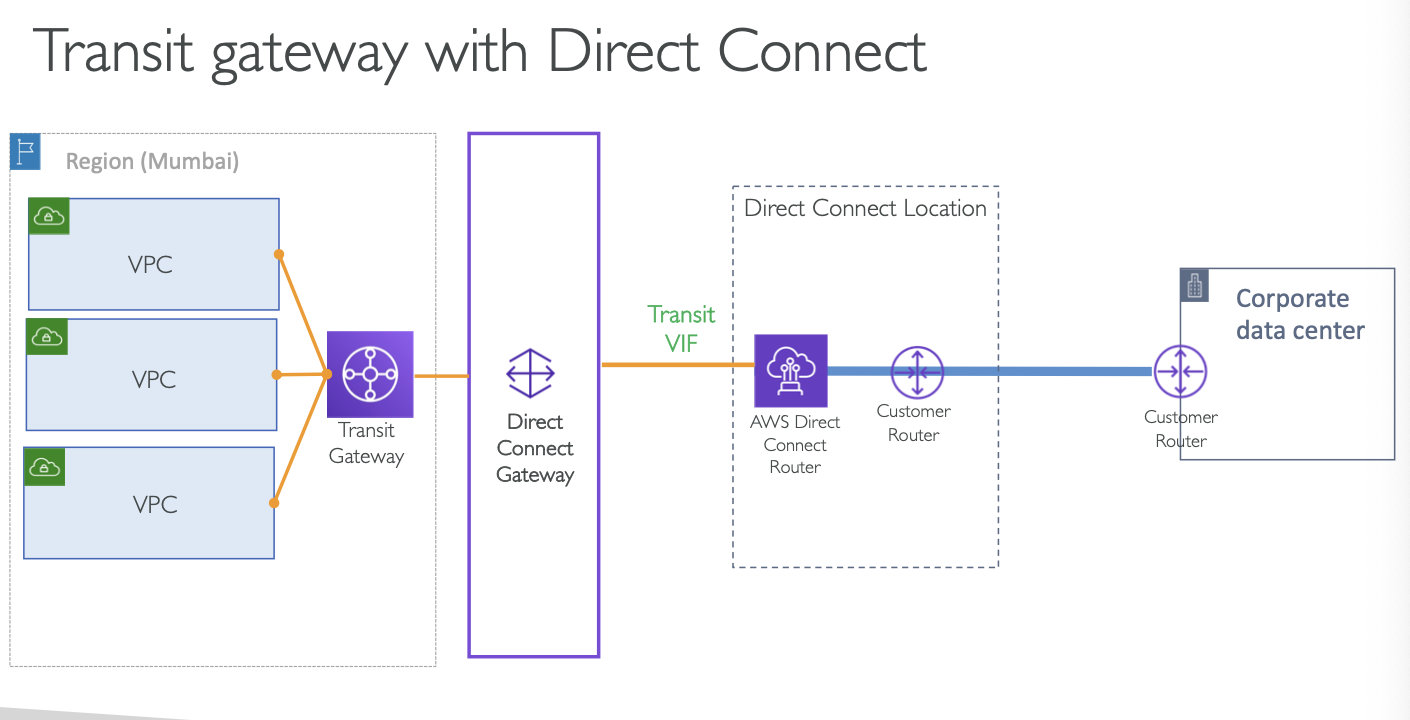 Transit gateway with Direct Connect
Region (Mumbai)
VPC
VPC
VPC
Transit
Gateway
Direct
Connect
Gateway
Transit
VIF
Direct Connect Location
AWS Direct
Connect
Router
Customer
Router
Corporate
data center
Customer
Router